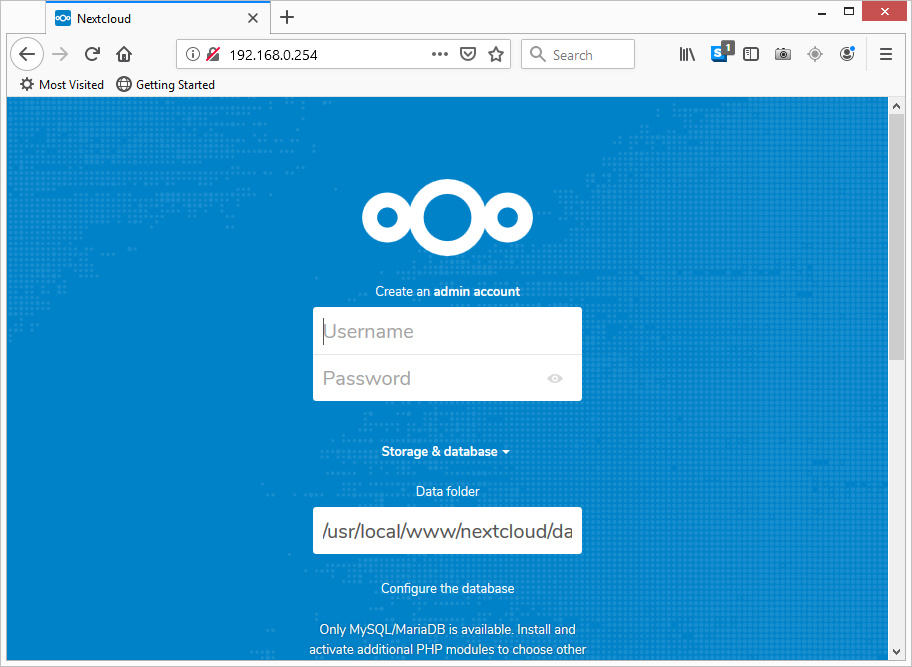 Nextcloud
192.168.0.254
Search
S 1
Most Visited
Getting Started
Create an admin account
Username
Password
Storage & database
Data folder
/usr/local/www/nextcloud/da
Configure the database
Only MySQL/MariaDB is available. Install and
activate additional PHP modules to choose other